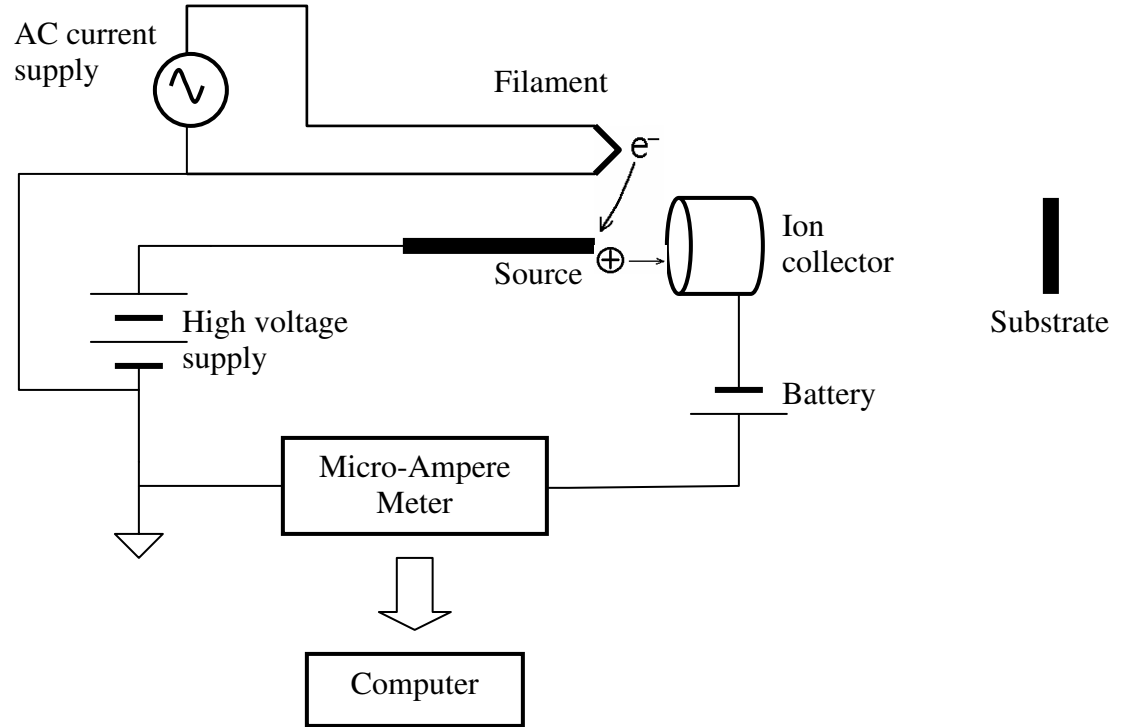 AC current
supply
Filament
e⁻
Ion
collector
Source
Substrate
High voltage
supply
Battery
Micro-Ampere
Meter
Computer